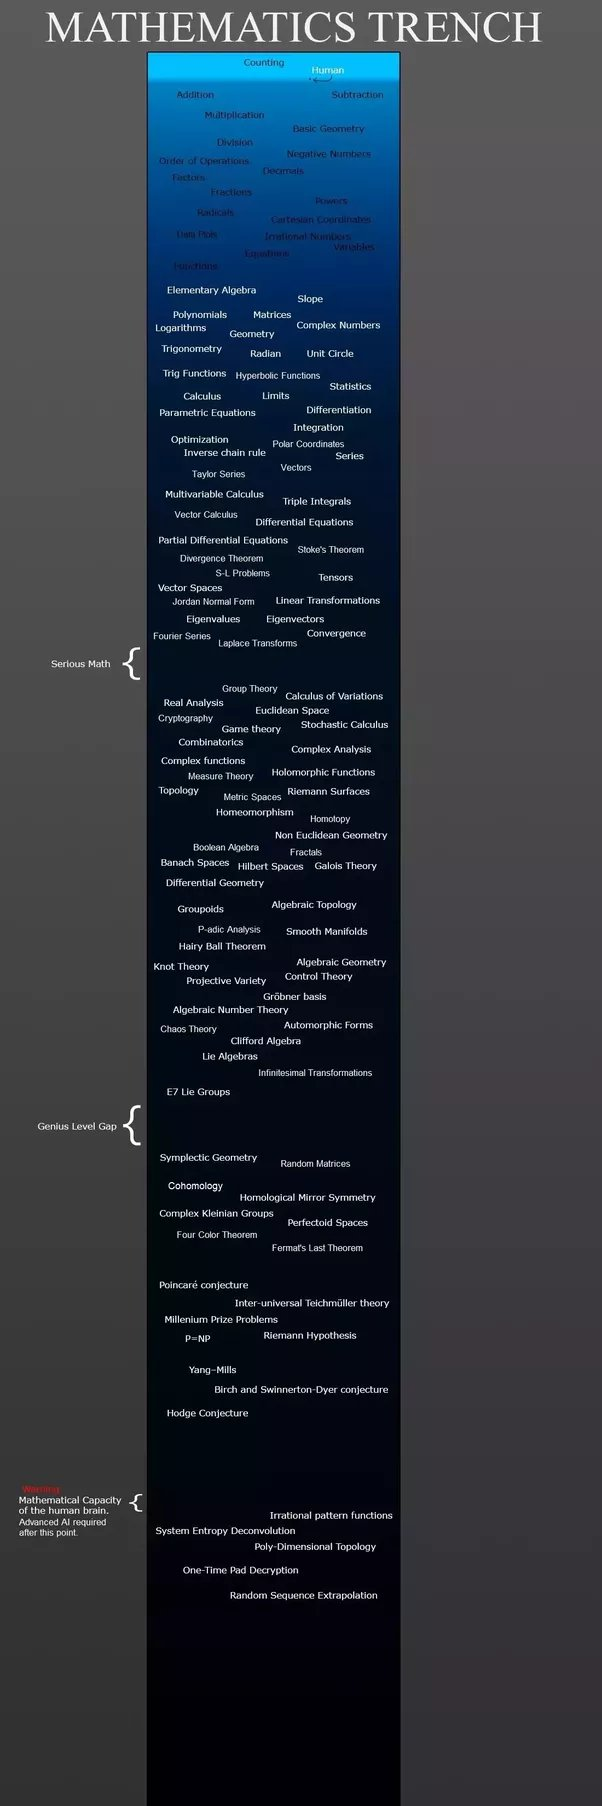 MATHEMATICS TRENCH
Counting
Human
Addition
Subtraction
Multiplication
Basic Geometry
Division
Negative Numbers
Order of Operations
Decimals
Factors
Fractions
Powers
Radicals
Cartesian Coordinates
Data Plots
Irrational Numbers
Variables
Equations
Functions
Elementary Algebra
Slope
Polynomials
Matrices
Complex Numbers
Logarithms
Geometry
Trigonometry
Radian
Unit Circle
Trig Functions
Hyperbolic Functions
Statistics
Calculus
Limits
Parametric Equations
Differentiation
Integration
Optimization
Polar Coordinates
Inverse chain rule
Series
Vectors
Taylor Series
Multivariable Calculus
Triple Integrals
Vector Calculus
Differential Equations
Partial Differential Equations
Stoke's Theorem
Divergence Theorem
S-L Problems
Tensors
Vector Spaces
Jordan Normal Form
Linear Transformations
Eigenvalues
Eigenvectors
Fourier Series
Convergence
Laplace Transforms
Serious Math
Group Theory
Calculus of Variations
Real Analysis
Euclidean Space
Cryptography
Stochastic Calculus
Game theory
Combinatorics
Complex Analysis
Complex functions
Holomorphic Functions
Measure Theory
Topology
Riemann Surfaces
Metric Spaces
Homeomorphism
Homotopy
Non Euclidean Geometry
Boolean Algebra
Fractals
Banach Spaces
Hilbert Spaces
Galois Theory
Differential Geometry
Algebraic Topology
Groupoids
P-adic Analysis
Smooth Manifolds
Hairy Ball Theorem
Algebraic Geometry
Knot Theory
Control Theory
Projective Variety
Gröbner basis
Algebraic Number Theory
Automorphic Forms
Chaos Theory
Clifford Algebra
Lie Algebras
Infinitesimal Transformations
E7 Lie Groups
Genius Level Gap
Symplectic Geometry
Random Matrices
Cohomology
Homological Mirror Symmetry
Complex Kleinian Groups
Perfectoid Spaces
Four Color Theorem
Fermat's Last Theorem
Poincaré conjecture
Inter-universal Teichmüller theory
Millenium Prize Problems
P=NP
Riemann Hypothesis
Yang–Mills
Birch and Swinnerton-Dyer conjecture
Hodge Conjecture
Warning
Mathematical Capacity
of the human brain.
Advanced AI required
after this point.
Irrational pattern functions
System Entropy Deconvolution
Poly-Dimensional Topology
One-Time Pad Decryption
Random Sequence Extrapolation